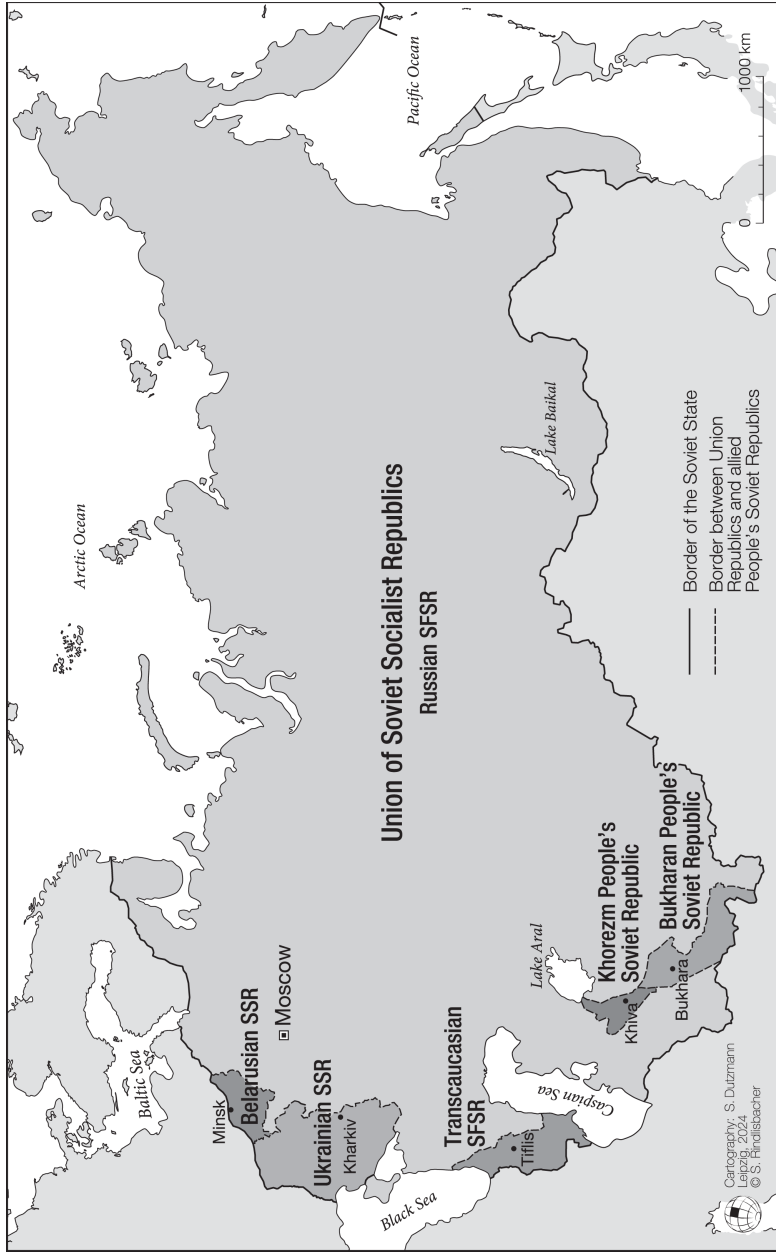 Arctic Ocean
Pacific Ocean
Baltic Sea
Minsk
Belarusian SSR
Moscow
Ukrainian SSR
Kharkiv
Union of Soviet Socialist Republics
Russian SFSR
Black Sea
Transcaucasian
SFSR
Tiflis
Caspian Sea
Lake Aral
Khorezm People's
Soviet Republic
Khiva
Bukharan People's
Soviet Republic
Bukhara
Lake Baikal
Border of the Soviet State
Border between Union
Republics and allied
People's Soviet Republics
0 1000 km
Cartography: S. Dutzmann
Leipzig, 2024
© S. Rindlisbacher